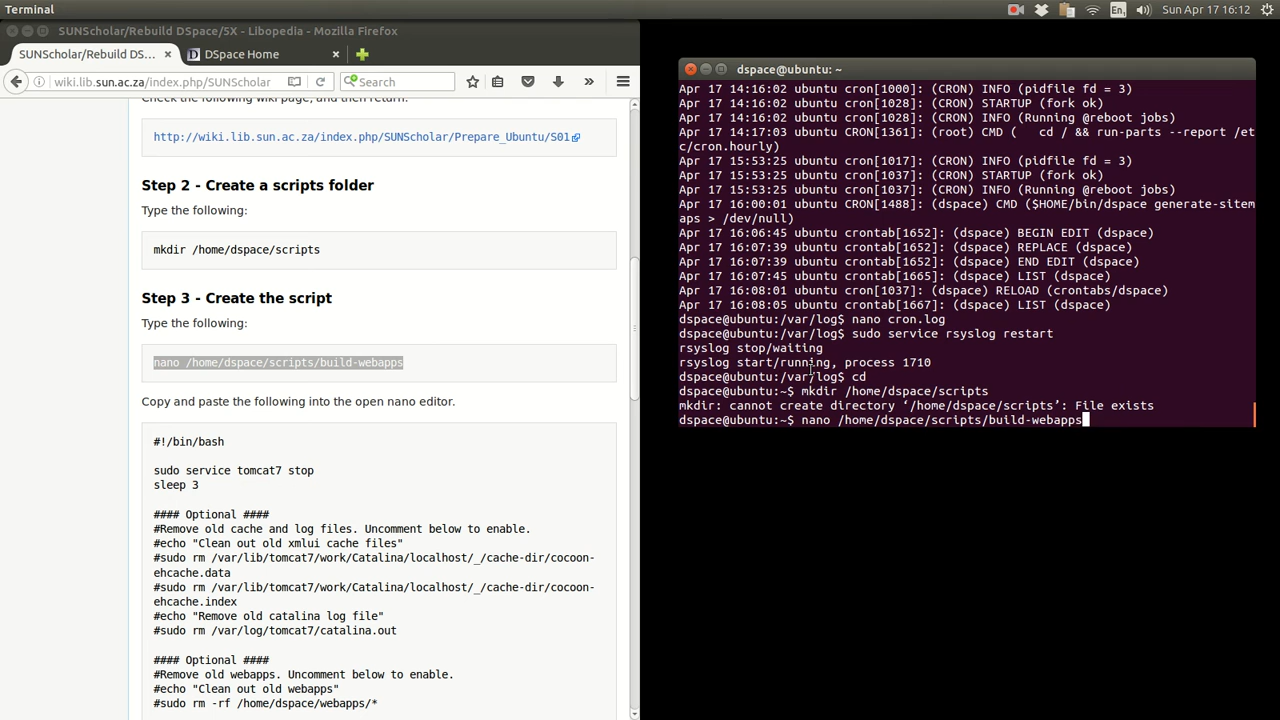 Terminal
En1
Sun Apr 17 16:12
SUNScholar/Rebuild DSpace/5X - Libopedia - Mozilla Firefox
SUNScholar/Rebuild DS...
DSpace Home
wiki.lib.sun.ac.za/index.php/SUNScholar
Search
Check the following wiki page, and then return.
http://wiki.lib.sun.ac.za/index.php/SUNScholar/Prepare_Ubuntu/S01
Step 2 - Create a scripts folder
Type the following:
mkdir /home/dspace/scripts
Step 3 - Create the script
Type the following:
nano /home/dspace/scripts/build-webapps
Copy and paste the following into the open nano editor.
#!/bin/bash
sudo service tomcat7 stop
sleep 3
#### Optional ####
#Remove old cache and log files. Uncomment below to enable.
#echo "Clean out old xmlui cache files"
#sudo rm /var/lib/tomcat7/work/Catalina/localhost/_/cache-dir/cocoon-
ehcache.data
#sudo rm /var/lib/tomcat7/work/Catalina/localhost/_/cache-dir/cocoon-
ehcache.index
#echo "Remove old catalina log file"
#sudo rm /var/log/tomcat7/catalina.out
#### Optional ####
#Remove old webapps. Uncomment below to enable.
#echo "Clean out old webapps"
#sudo rm -rf /home/dspace/webapps/*
dspace@ubuntu: ~
Apr 17 14:16:02 ubuntu cron[1000]: (CRON) INFO (pidfile fd = 3)
Apr 17 14:16:02 ubuntu cron[1028]: (CRON) STARTUP (fork ok)
Apr 17 14:16:02 ubuntu cron[1028]: (CRON) INFO (Running @reboot jobs)
Apr 17 14:17:03 ubuntu CRON[1361]: (root) CMD (   cd / && run-parts --report /et
c/cron.hourly)
Apr 17 15:53:25 ubuntu cron[1017]: (CRON) INFO (pidfile fd = 3)
Apr 17 15:53:25 ubuntu cron[1037]: (CRON) STARTUP (fork ok)
Apr 17 15:53:25 ubuntu cron[1037]: (CRON) INFO (Running @reboot jobs)
Apr 17 16:00:01 ubuntu CRON[1488]: (dspace) CMD ($HOME/bin/dspace generate-sitem
aps > /dev/null)
Apr 17 16:06:45 ubuntu crontab[1652]: (dspace) BEGIN EDIT (dspace)
Apr 17 16:07:39 ubuntu crontab[1652]: (dspace) REPLACE (dspace)
Apr 17 16:07:39 ubuntu crontab[1652]: (dspace) END EDIT (dspace)
Apr 17 16:07:45 ubuntu crontab[1665]: (dspace) LIST (dspace)
Apr 17 16:08:01 ubuntu cron[1037]: (dspace) RELOAD (crontabs/dspace)
Apr 17 16:08:05 ubuntu crontab[1667]: (dspace) LIST (dspace)
dspace@ubuntu:/var/log$ nano cron.log
dspace@ubuntu:/var/log$ sudo service rsyslog restart
rsyslog stop/waiting
rsyslog start/running, process 1710
dspace@ubuntu:/var/log$ cd
dspace@ubuntu:~$ mkdir /home/dspace/scripts
mkdir: cannot create directory ‘/home/dspace/scripts’: File exists
dspace@ubuntu:~$ nano /home/dspace/scripts/build-webapps